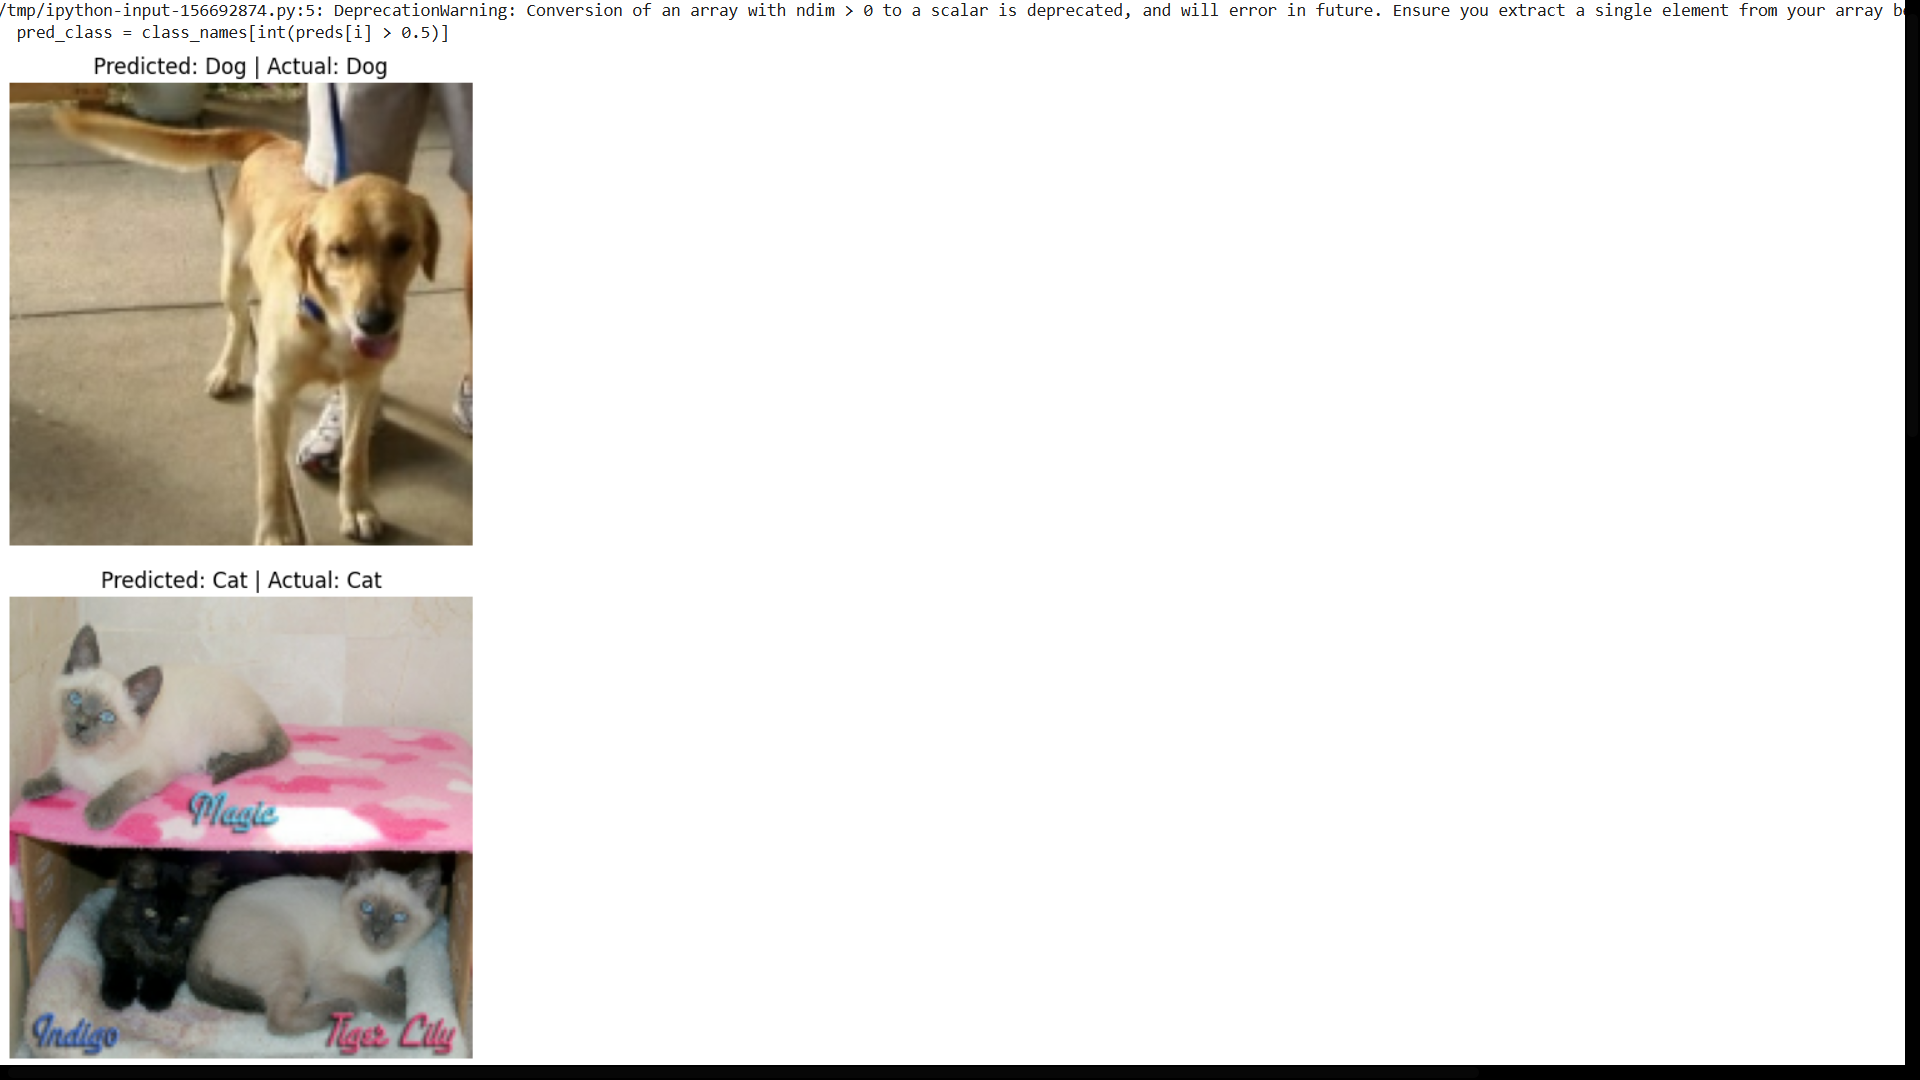 /tmp/ipython-input-156692874.py:5: DeprecationWarning: Conversion of an array with ndim > 0 to a scalar is deprecated, and will error in future. Ensure you extract a single element from your array
pred_class = class_names[int(preds[i] > 0.5)]
Predicted: Dog | Actual: Dog
Predicted: Cat | Actual: Cat
Magic
Indigo
Tiger Lily